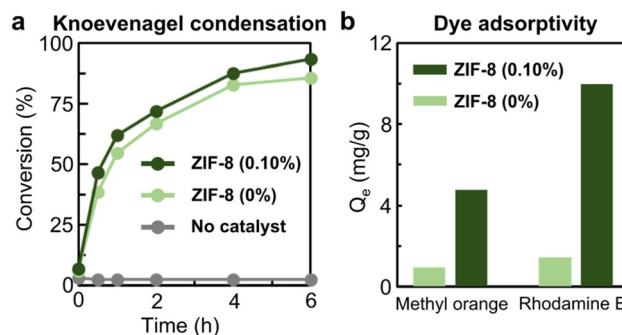 a Knoevenagel condensation
Conversion (%)
100
75
50
25
0
ZIF-8 (0.10%)
ZIF-8 (0%)
No catalyst
0 2 4 6
Time (h)
b Dye adsorptivity
Qe (mg/g)
12
8
4
0
ZIF-8 (0.10%)
ZIF-8 (0%)
Methyl orange Rhodamine B